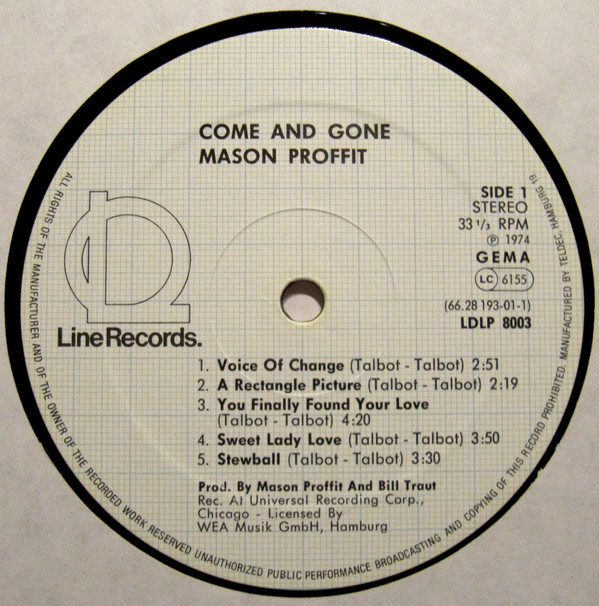 COME AND GONE
MASON PROFFIT
SIDE 1
STEREO
33 1/3 RPM
Ⓟ 1974
GEMA
LC 6155
(66.28 193-01-1)
LDLP 8003
Line Records.
1. Voice Of Change (Talbot - Talbot) 2:51
2. A Rectangle Picture (Talbot - Talbot) 2:19
3. You Finally Found Your Love
(Talbot - Talbot) 4:20
4. Sweet Lady Love (Talbot - Talbot) 3:50
5. Stewball (Talbot - Talbot) 3:30
Prod. By Mason Proffit And Bill Traut
Rec. At Universal Recording Corp.,
Chicago - Licensed By
WEA Musik GmbH, Hamburg
ALL RIGHTS OF THE MANUFACTURER AND OF THE OWNER OF THE RECORDED WORK RESERVED UNAUTHORIZED PUBLIC PERFORMANCE BROADCASTING AND COPYING OF THIS RECORD PROHIBITED. MANUFACTURED BY TELDEC, HAMBURG 19